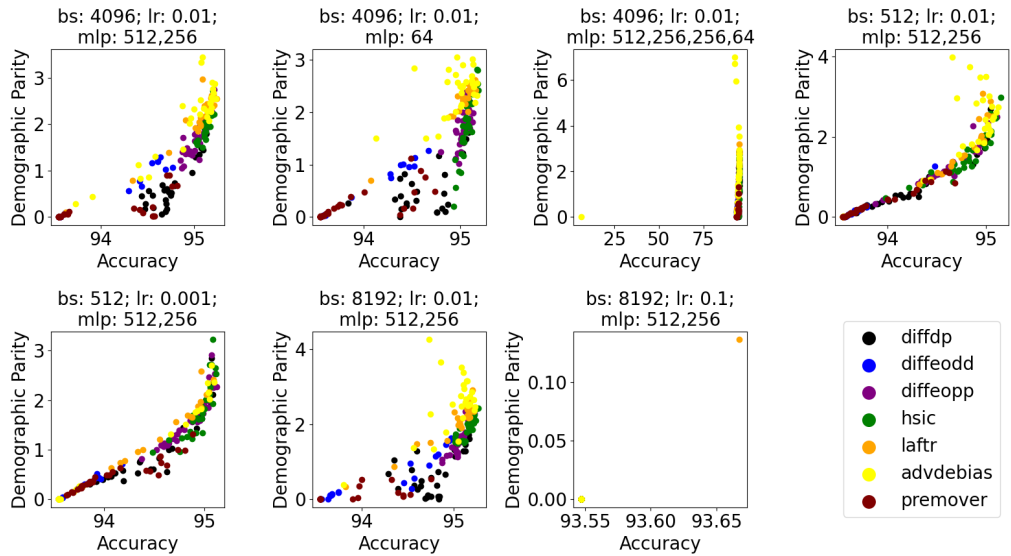 bs: 4096; lr: 0.01;
mlp: 512,256
bs: 4096; lr: 0.01;
mlp: 64
bs: 4096; lr: 0.01;
mlp: 512,256,256,64
bs: 512; lr: 0.01;
mlp: 512,256
Demographic Parity
3
2
1
0
94
95
Accuracy
Demographic Parity
3
2
1
0
94
95
Accuracy
Demographic Parity
6
4
2
0
25
50
75
Accuracy
Demographic Parity
4
2
0
94
95
Accuracy
bs: 512; lr: 0.001;
mlp: 512,256
bs: 8192; lr: 0.01;
mlp: 512,256
bs: 8192; lr: 0.1;
mlp: 512,256
Demographic Parity
3
2
1
0
94
95
Accuracy
Demographic Parity
4
2
0
94
95
Accuracy
Demographic Parity
0.10
0.05
0.00
93.55
93.60
93.65
Accuracy
diffdp
diffeodd
diffeopp
hsic
laftr
advdebias
premover